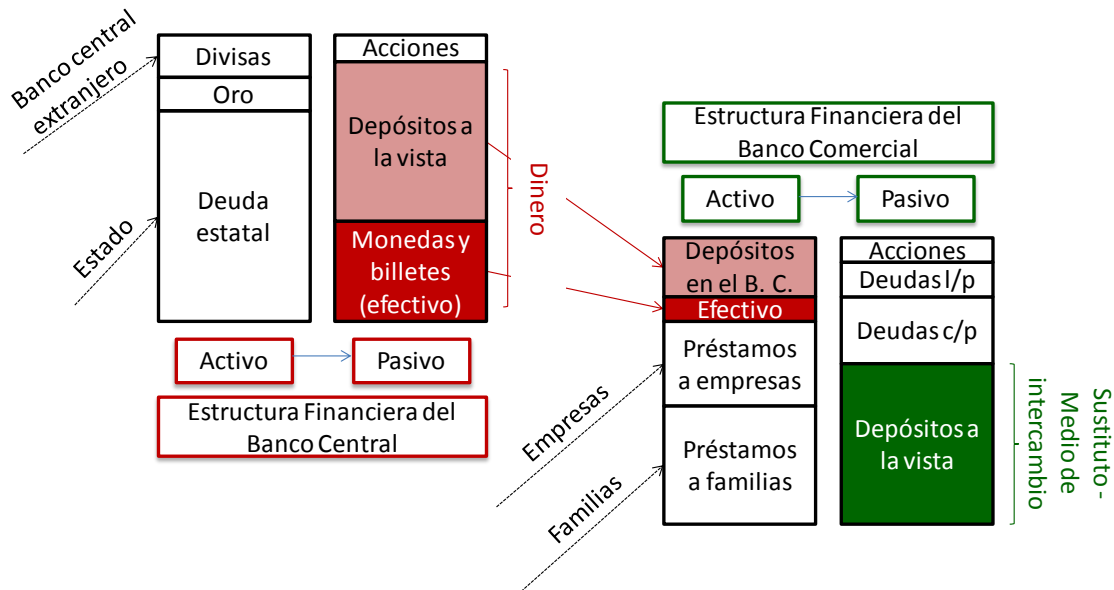 Banco central
extranjero
Estado
Divisas
Oro
Deuda
estatal
Acciones
Depósitos a
la vista
Monedas y
billetes
(efectivo)
Dinero
Activo
Pasivo
Estructura Financiera del
Banco Central
Estructura Financiera del
Banco Comercial
Activo
Pasivo
Depósitos
en el B. C.
Efectivo
Préstamos
a empresas
Préstamos
a familias
Empresas
Familias
Acciones
Deudas l/p
Deudas c/p
Depósitos a
la vista
Sustituto -
Medio de
intercambio